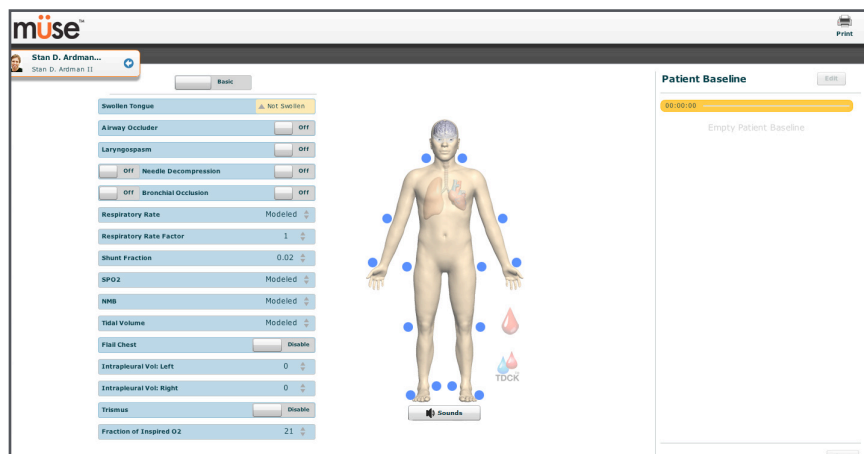 müse™
Print
Stan D. Ardman...
Stan D. Ardman II
Basic
Swollen Tongue Not Swollen
Airway Occluder Off
Laryngospasm Off
Off Needle Decompression Off
Off Bronchial Occlusion Off
Respiratory Rate Modeled
Respiratory Rate Factor 1
Shunt Fraction 0.02
SPO2 Modeled
NMB Modeled
Tidal Volume Modeled
Flail Chest Disable
Intrapleural Vol: Left 0
Intrapleural Vol: Right 0
Trismus Disable
Fraction of Inspired O2 21
TDCK
Sounds
Patient Baseline Edit
00:00:00
Empty Patient Baseline